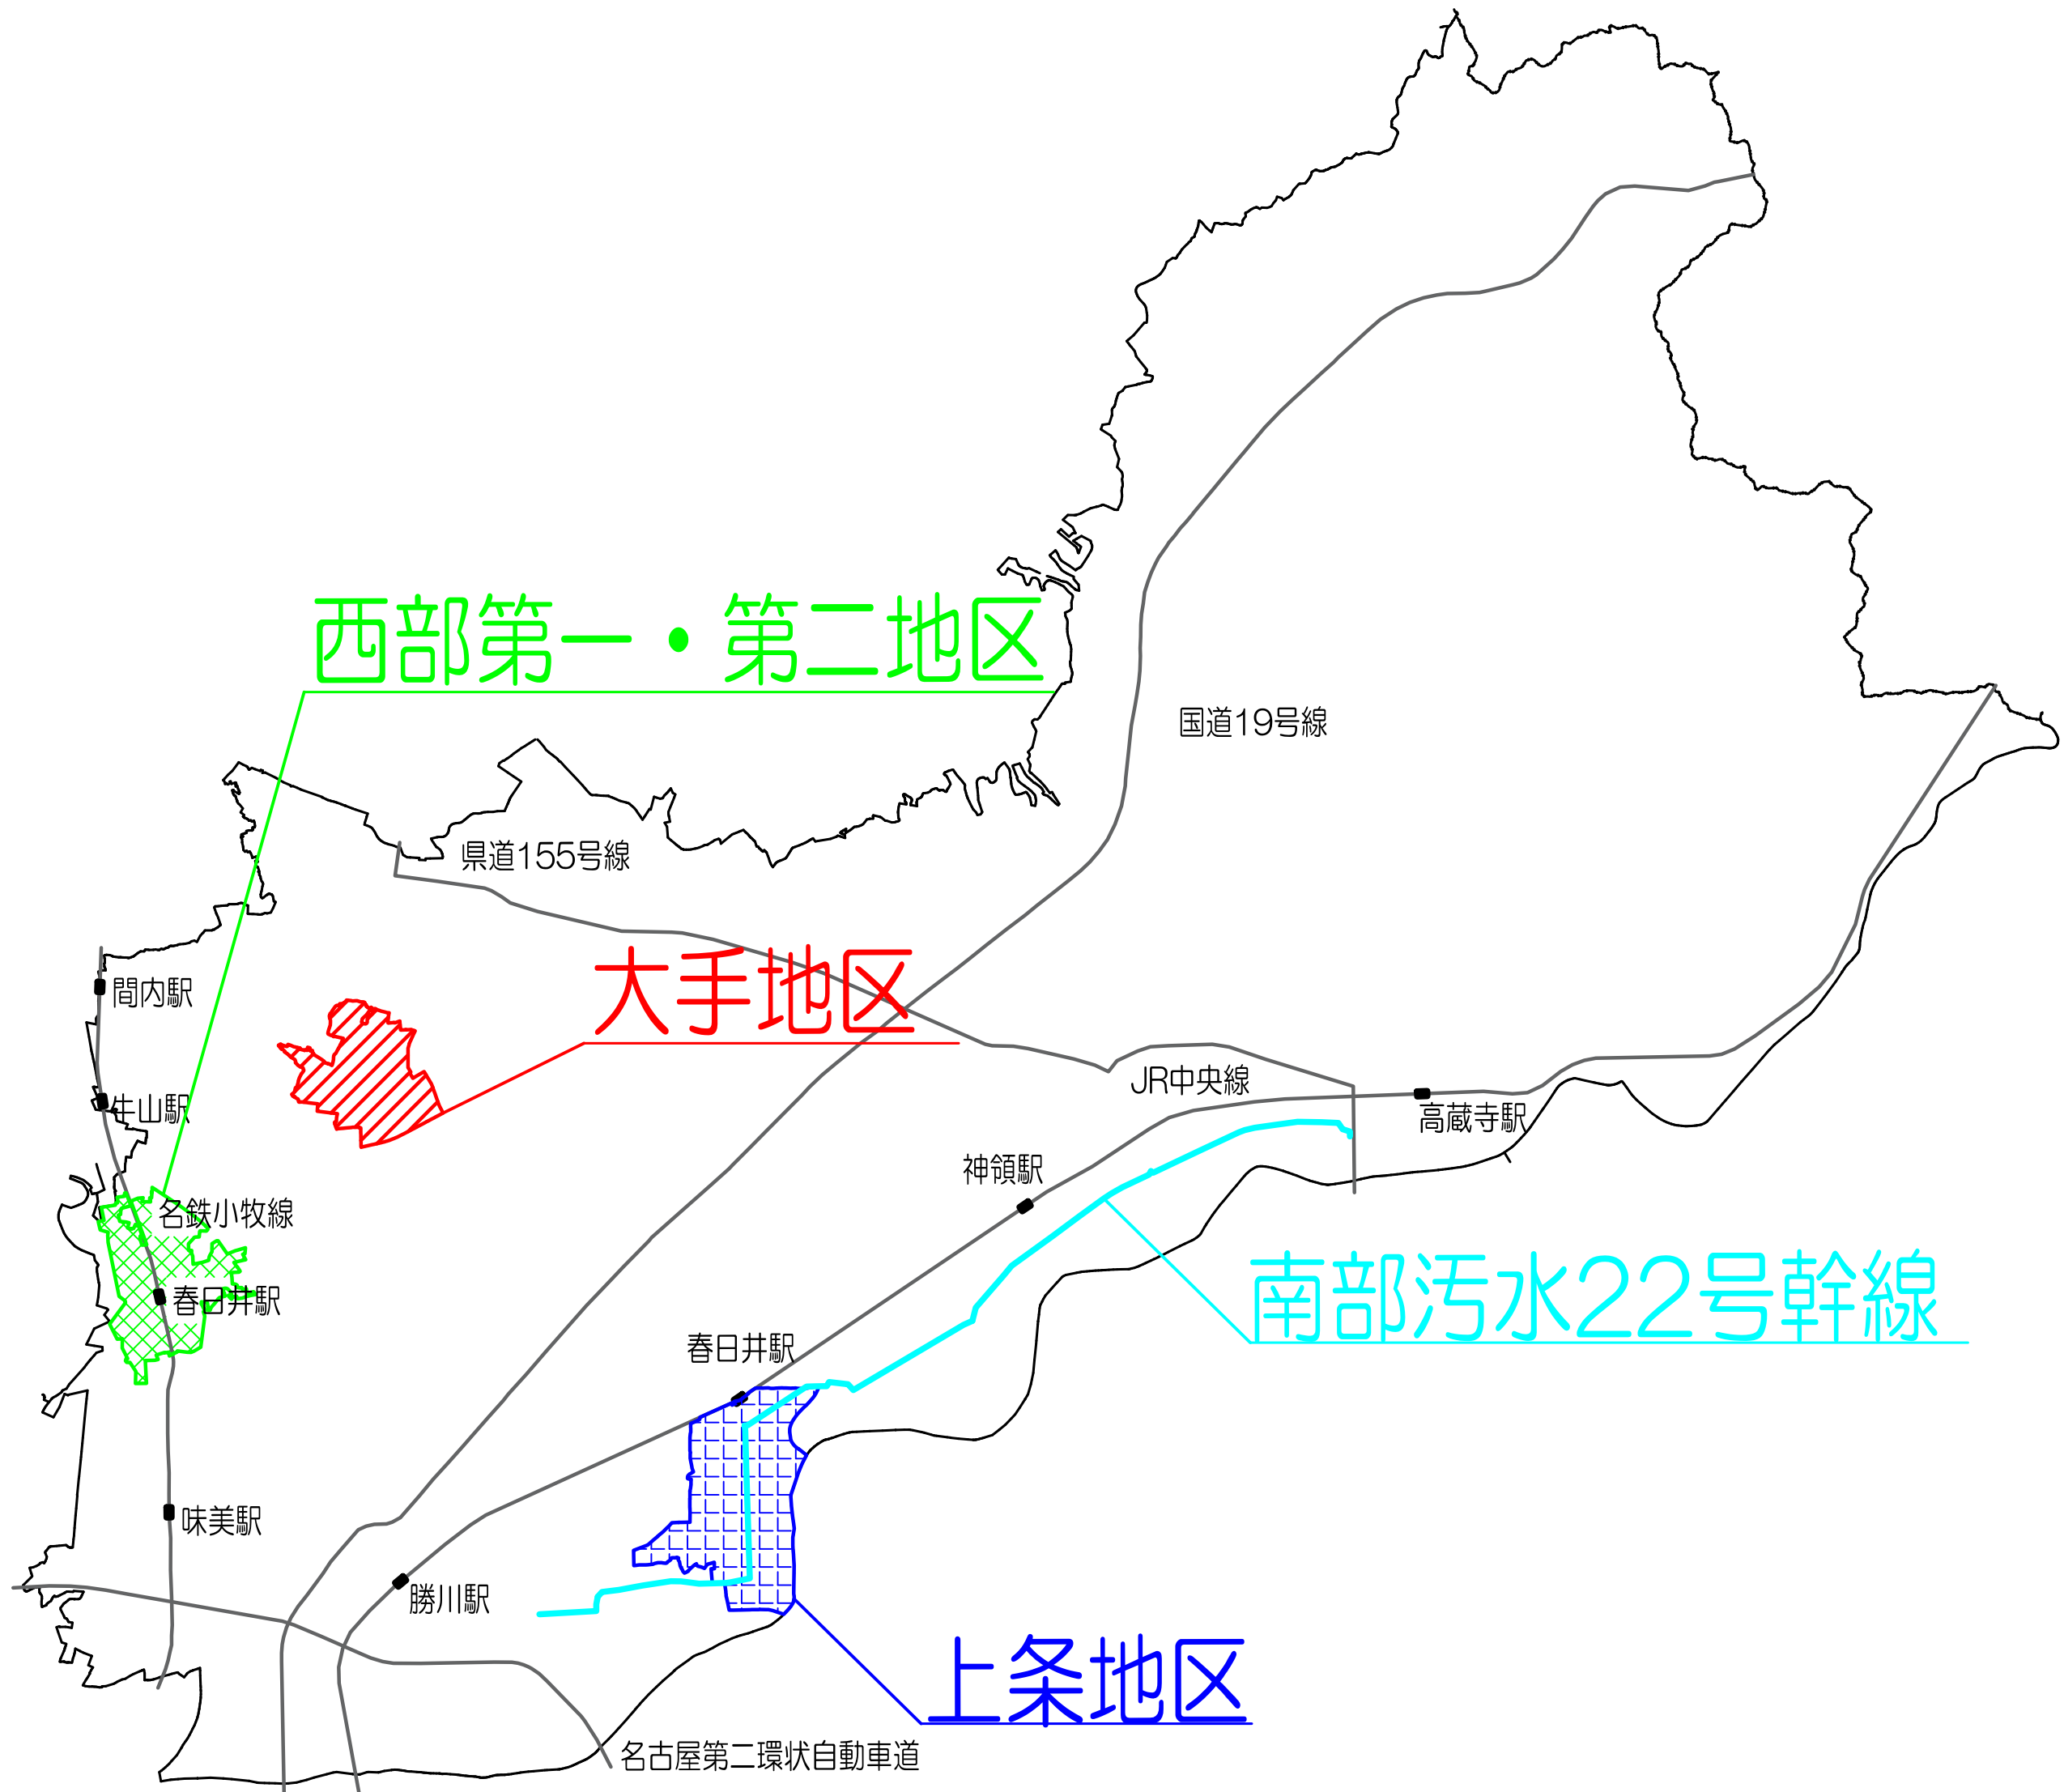 西部第一・第二地区
国道19号線
県道155号線
大手地区
間内駅
JR中央線
牛山駅
高蔵寺駅
神領駅
名鉄小牧線
南部汚水22号幹線
春日井駅
春日井駅
味美駅
勝川駅
上条地区
名古屋第二環状自動車道